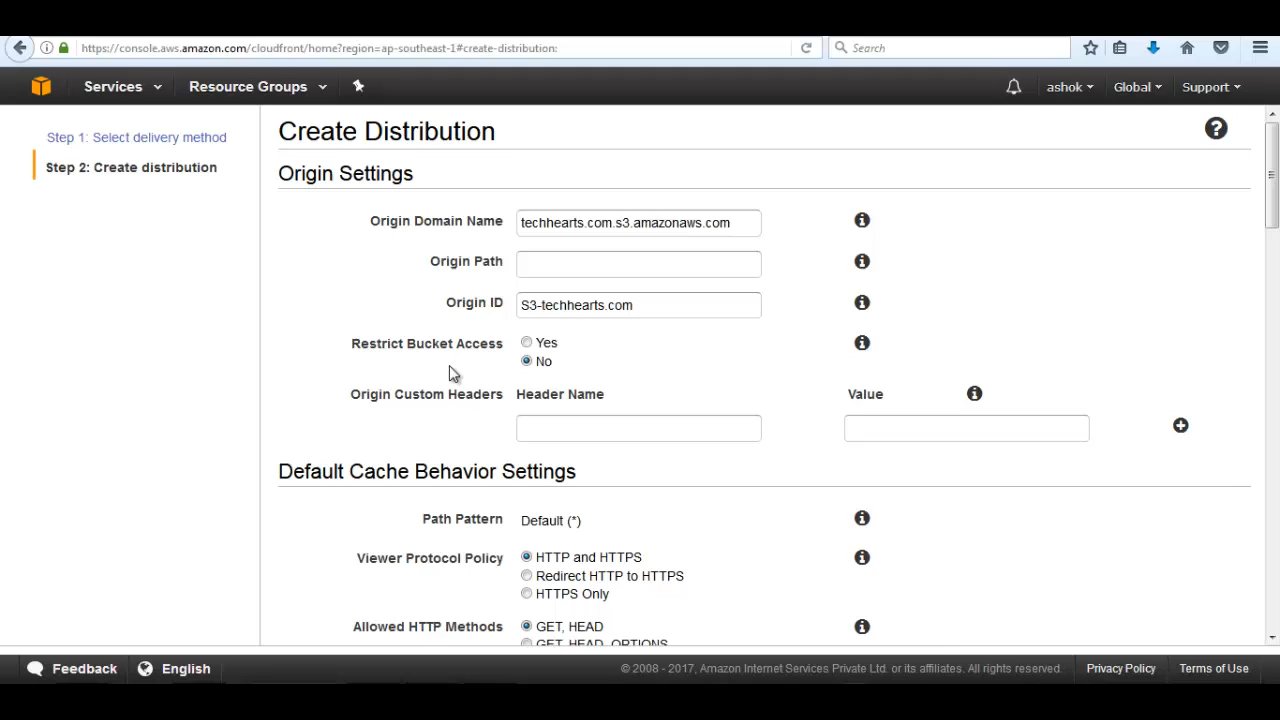 https://console.aws.amazon.com/cloudfront/home?region=ap-southeast-1#create-distribution:
Search
Services
Resource Groups
ashok
Global
Support
Step 1: Select delivery method
Step 2: Create distribution
Create Distribution
Origin Settings
Origin Domain Name
techhearts.com.s3.amazonaws.com
Origin Path
Origin ID
S3-techhearts.com
Restrict Bucket Access
Yes
No
Origin Custom Headers
Header Name
Value
Default Cache Behavior Settings
Path Pattern
Default (*)
Viewer Protocol Policy
HTTP and HTTPS
Redirect HTTP to HTTPS
HTTPS Only
Allowed HTTP Methods
GET, HEAD
GET, HEAD, OPTIONS
Feedback
English
© 2008 - 2017, Amazon Internet Services Private Ltd. or its affiliates. All rights reserved.
Privacy Policy
Terms of Use